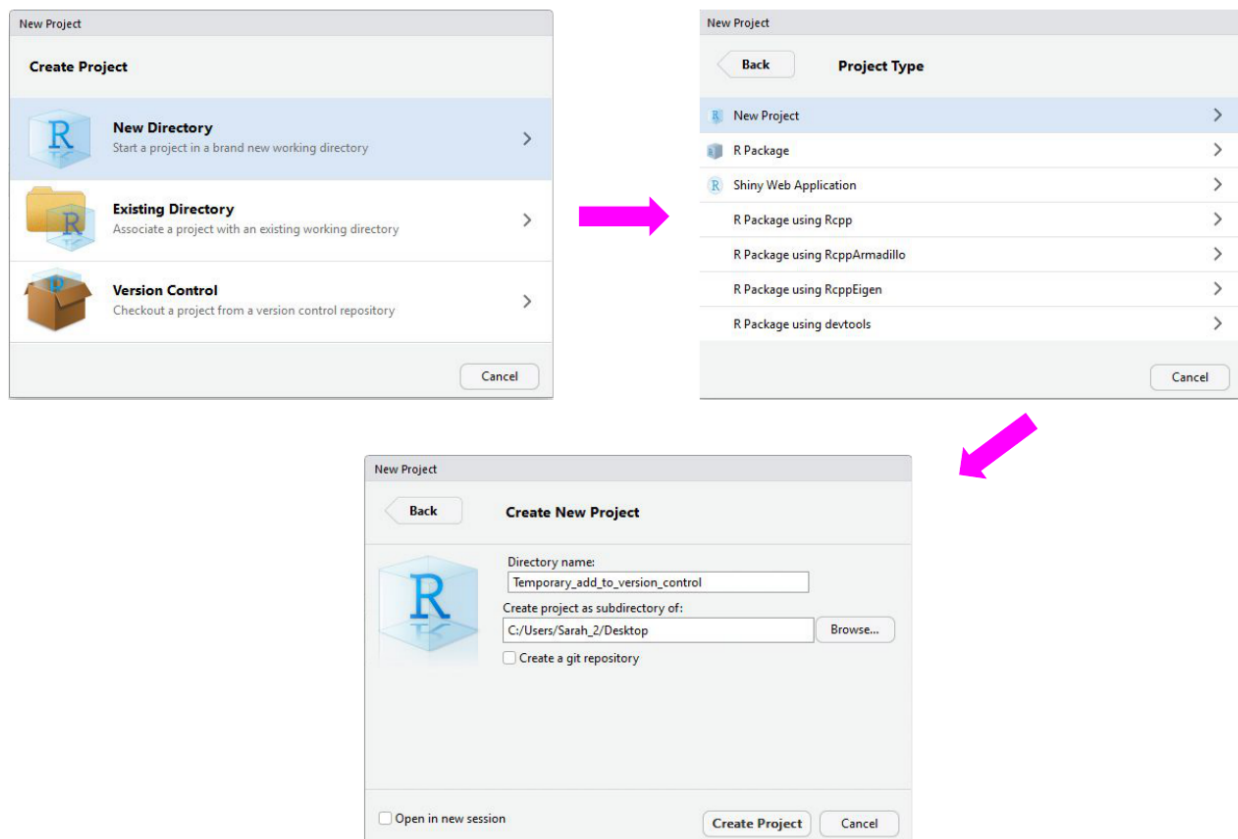 New Project
Create Project
New Directory
Start a project in a brand new working directory
Existing Directory
Associate a project with an existing working directory
Version Control
Checkout a project from a version control repository
Cancel
New Project
Back
Project Type
New Project
R Package
R
Shiny Web Application
R Package using Rcpp
R Package using RcppArmadillo
R Package using RcppEigen
R Package using devtools
Cancel
New Project
Back
Create New Project
R
Directory name:
Temporary_add_to_version_control
Create project as subdirectory of:
C:/Users/Sarah_2/Desktop
Browse...
Create a git repository
Open in new session
Create Project
Cancel